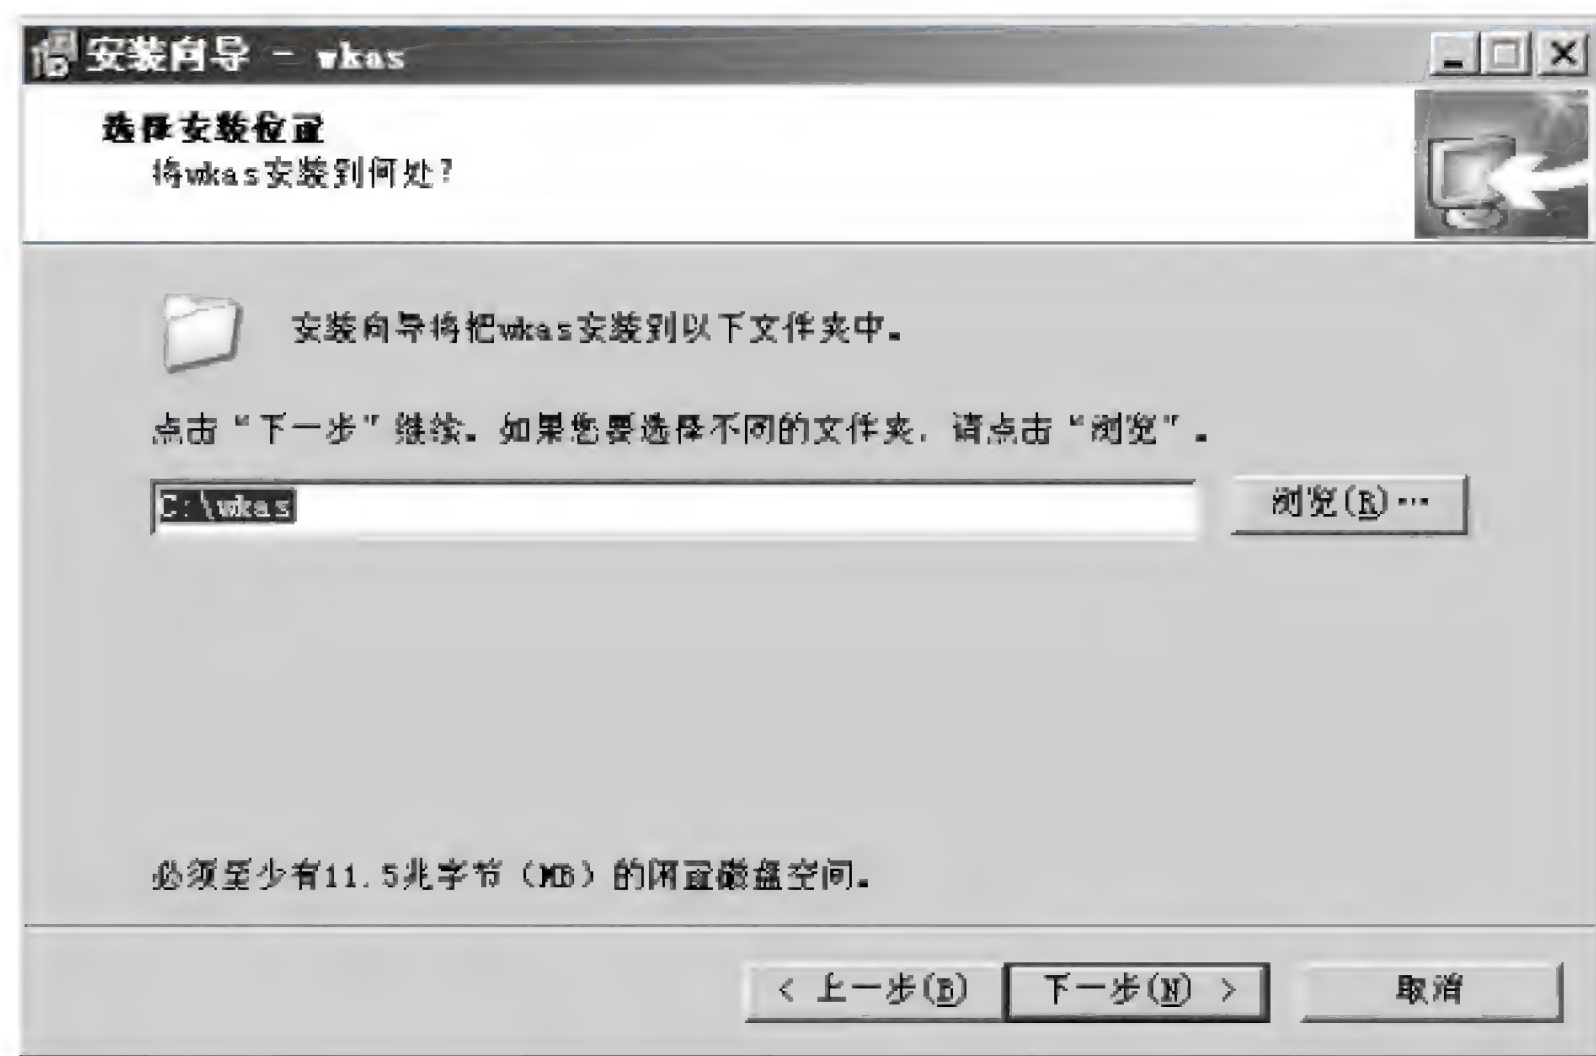 安装向导 - wkas
选择安装位置
将wkas安装到何处?
安装向导将把wkas安装到以下文件夹中。
点击“下一步”继续。如果您要选择不同的文件夹，请点击“浏览”。
C:\wkas
浏览(R)…
必须至少有11.5兆字节（MB）的闲置磁盘空间。
< 上一步(B) 下一步(N) > 取消